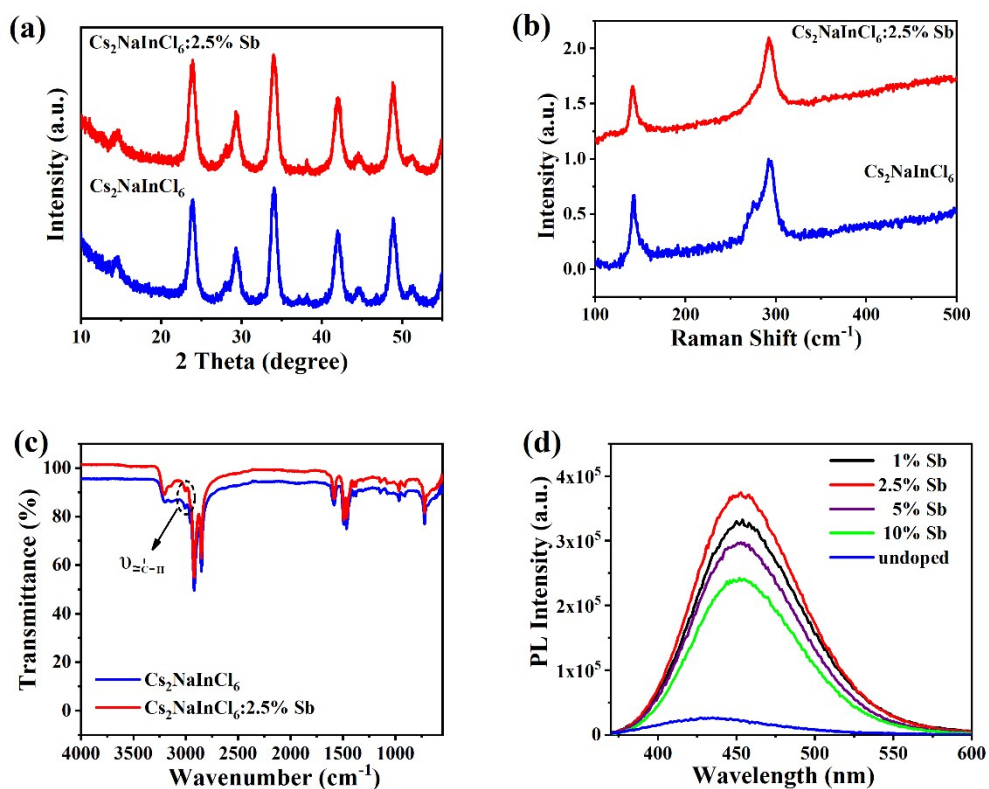 (a)
Cs₂NaInCl₆:2.5% Sb
Cs₂NaInCl₆
Intensity (a.u.)
10 20 30 40 50
2 Theta (degree)
(b)
Cs₂NaInCl₆:2.5% Sb
Cs₂NaInCl₆
Intensity (a.u.)
2.0
1.5
1.0
0.5
0.0
100 200 300 400 500
Raman Shift (cm⁻¹)
(c)
Transmittance (%)
100
80
60
40
20
0
Cs₂NaInCl₆
Cs₂NaInCl₆:2.5% Sb
4000 3500 3000 2500 2000 1500 1000
Wavenumber (cm⁻¹)
(d)
PL Intensity (a.u.)
4x10⁵
3x10⁵
2x10⁵
1x10⁵
0
1% Sb
2.5% Sb
5% Sb
10% Sb
undoped
400 450 500 550 600
Wavelength (nm)